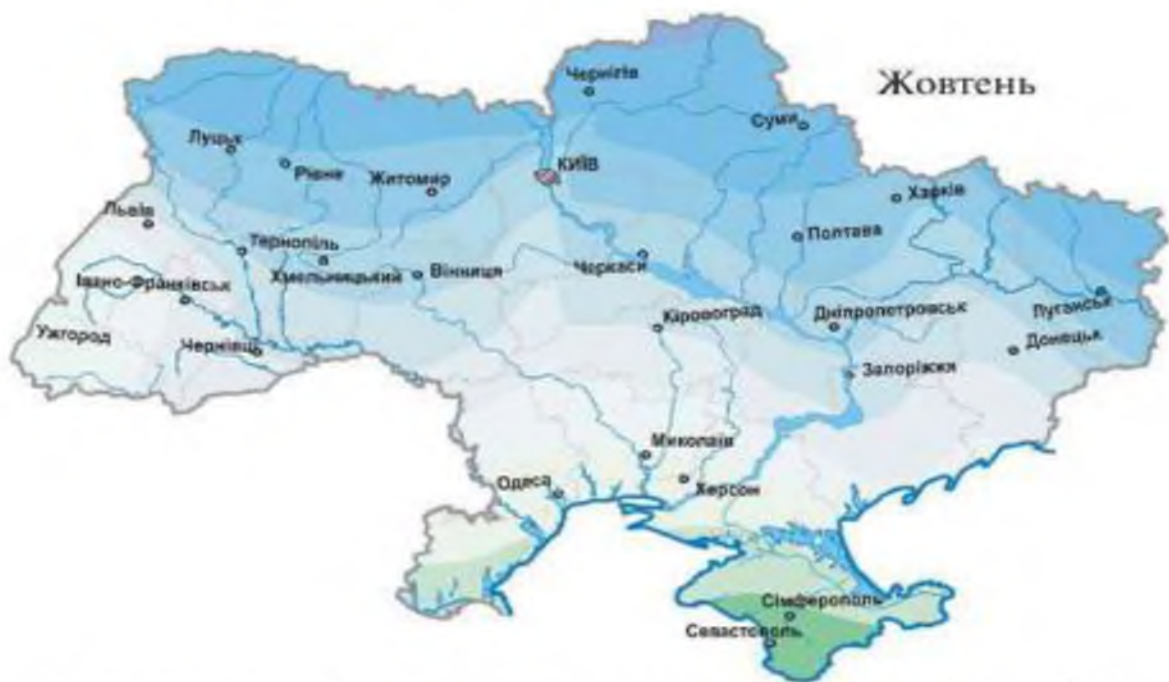 Жовтень
Чернігів
Суми
Луцьк
Рівне
Житомир
КИЇВ
Харків
Львів
Тернопіль
Хмельницький
Вінниця
Черкаси
Полтава
Івано-Франківськ
Ужгород
Чернівці
Кіровоград
Дніпропетровськ
Луганськ
Донецьк
Запоріжжя
Миколаїв
Одеса
Херсон
Сімферополь
Севастополь